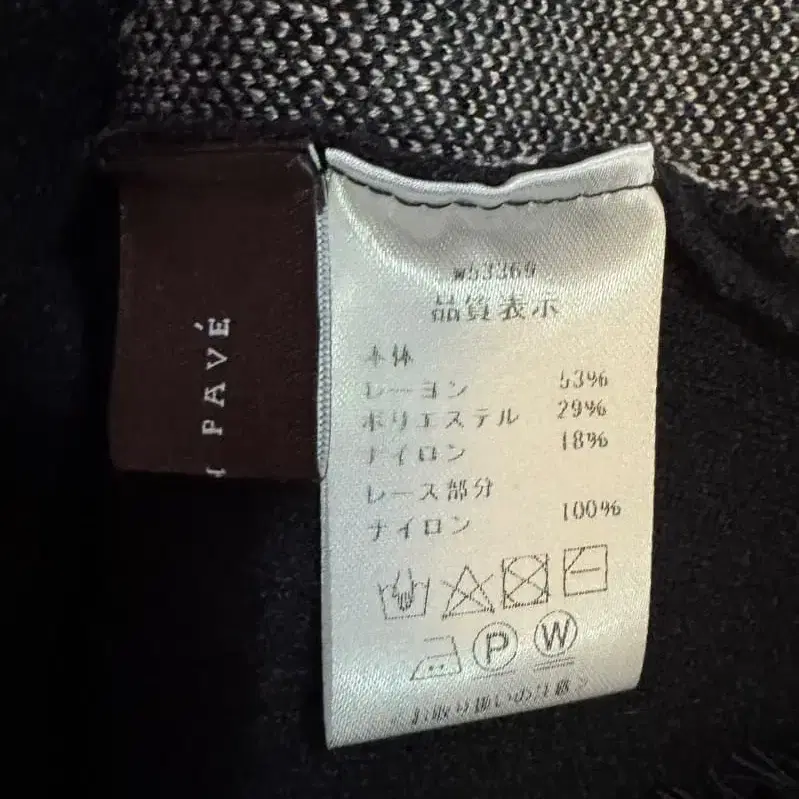 PAVÉ
W53369
品質表示
本体
レーヨン 53%
ポリエステル 29%
ナイロン 18%
レース部分
ナイロン 100%
P W
<お取り扱いのご注意>